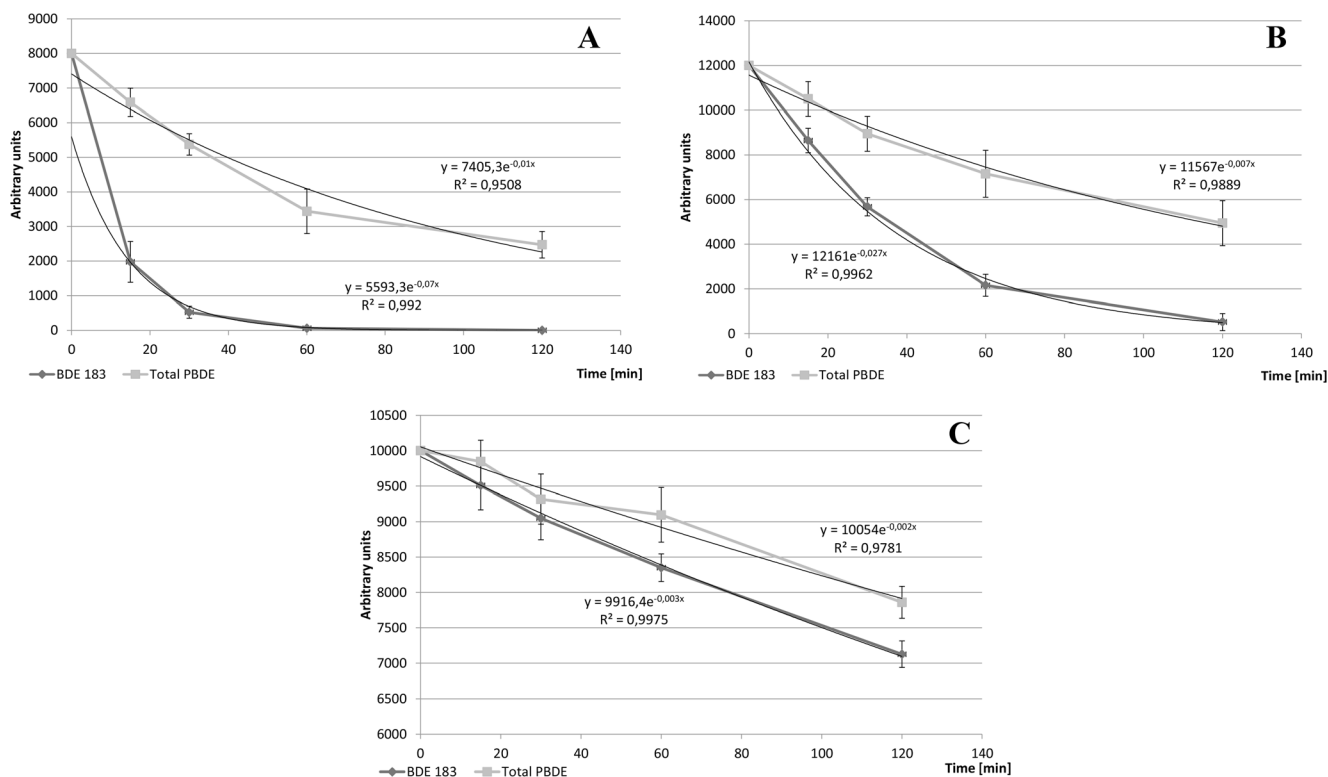 A
9000
8000
7000
6000
5000
4000
3000
2000
1000
0
Arbitrary units
y = 7405,3e^-0,01x
R² = 0,9508
y = 5593,3e^-0,07x
R² = 0,992
0 20 40 60 80 100 120 140
BDE 183 Total PBDE Time [min]
B
14000
12000
10000
8000
6000
4000
2000
0
Arbitrary units
y = 11567e^-0,007x
R² = 0,9889
y = 12161e^-0,027x
R² = 0,9962
0 20 40 60 80 100 120 140
BDE 183 Total PBDE Time [min]
C
10500
10000
9500
9000
8500
8000
7500
7000
6500
6000
Arbitrary units
y = 10054e^-0,002x
R² = 0,9781
y = 9916,4e^-0,003x
R² = 0,9975
0 20 40 60 80 100 120 140
BDE 183 Total PBDE Time [min]